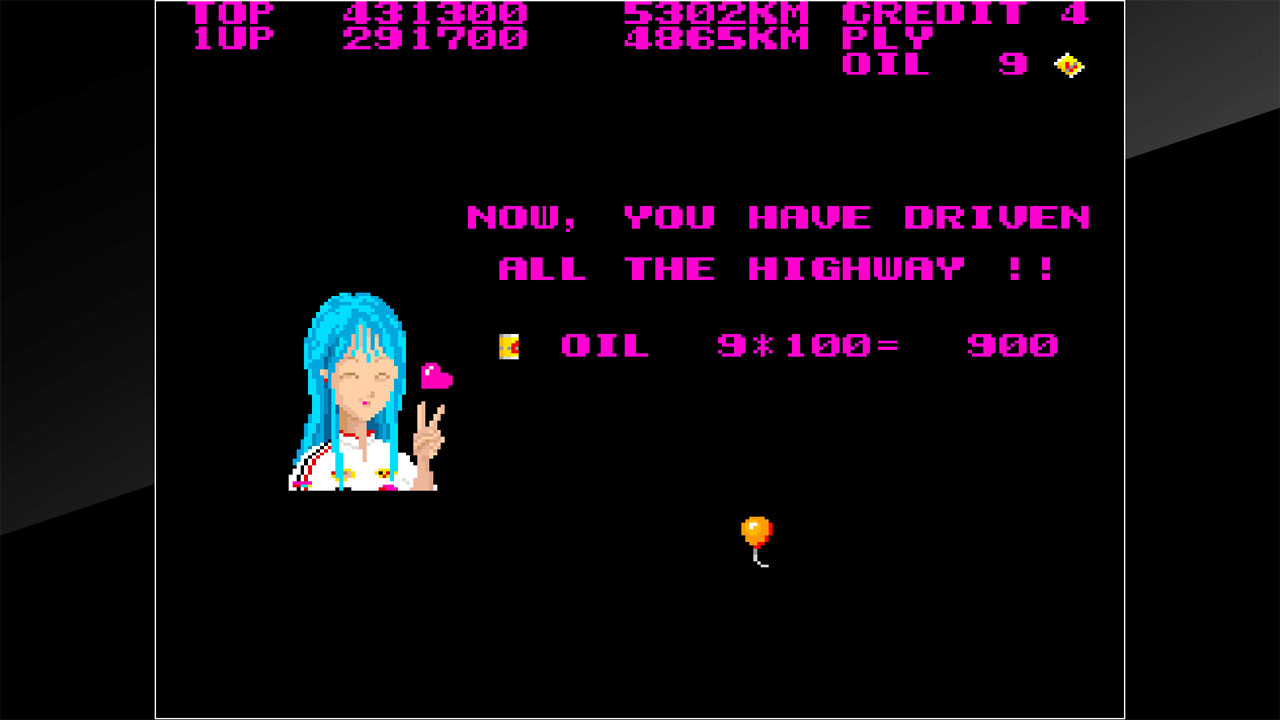 TOP 431300 5302KM CREDIT 4
1UP 291700 4865KM PLY
OIL 9
NOW, YOU HAVE DRIVEN
ALL THE HIGHWAY !!
OIL 9*100= 900